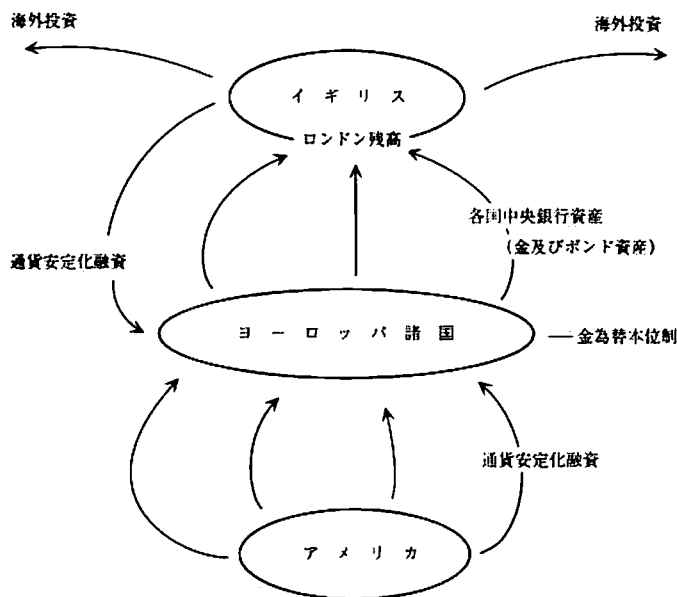 海外投資
海外投資
イギリス
ロンドン残高
各国中央銀行資産
(金及びポンド資産)
通貨安定化融資
ヨーロッパ諸国
金為替本位制
通貨安定化融資
アメリカ